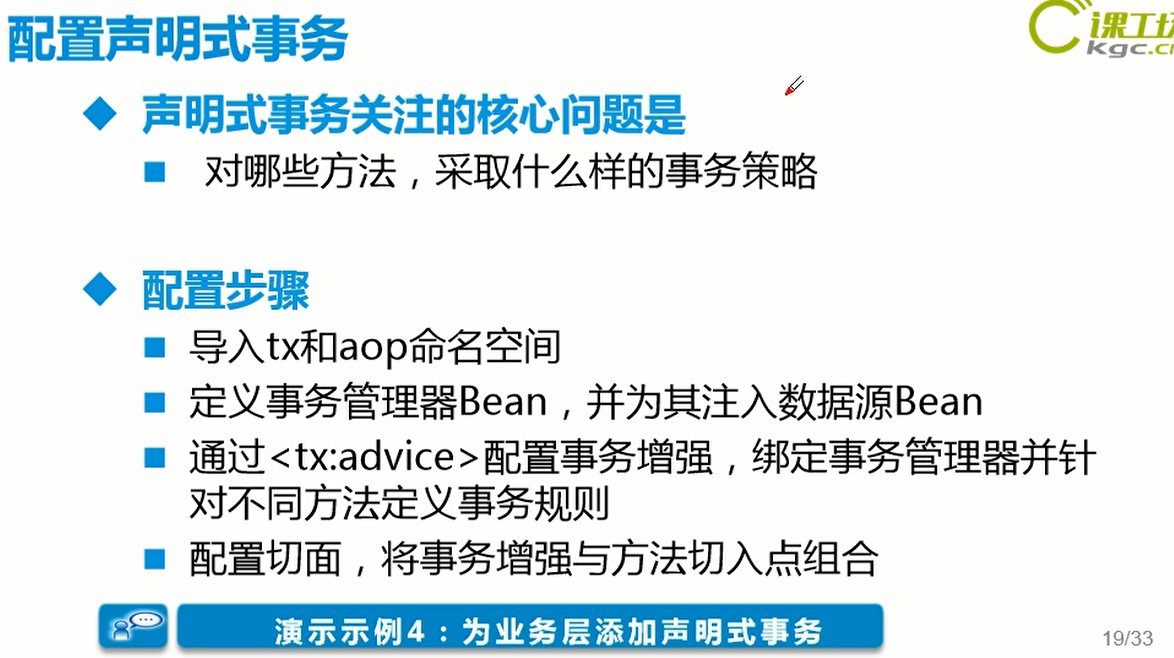 配置声明式事务
课工场
kgc.c
声明式事务关注的核心问题是
对哪些方法，采取什么样的事务策略
配置步骤
导入tx和aop命名空间
定义事务管理器Bean，并为其注入数据源Bean
通过<tx:advice>配置事务增强，绑定事务管理器并针
对不同方法定义事务规则
配置切面，将事务增强与方法切入点组合
演示示例4：为业务层添加声明式事务
19/33